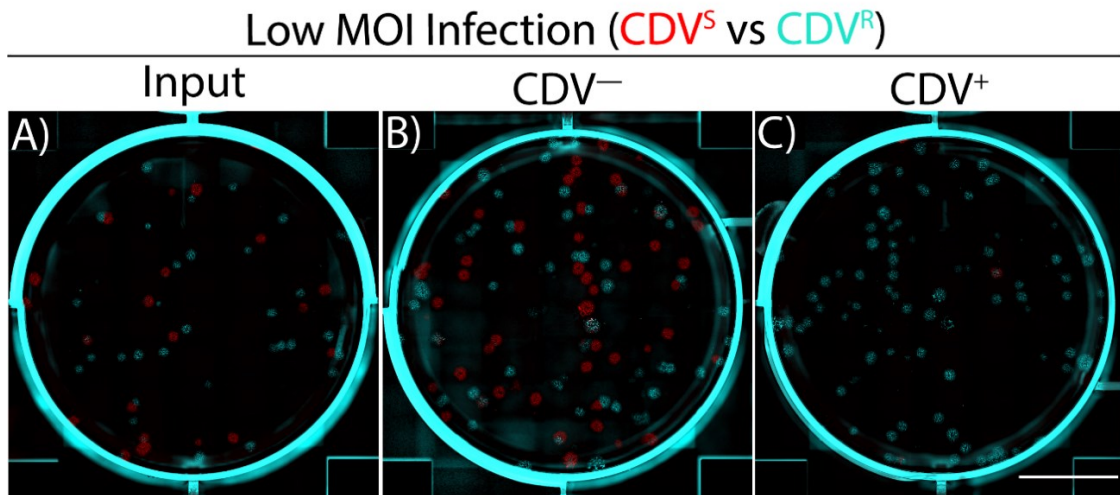 Low MOI Infection (CDVˢ vs CDVᴿ)
Input CDV⁻ CDV⁺
A) B) C)